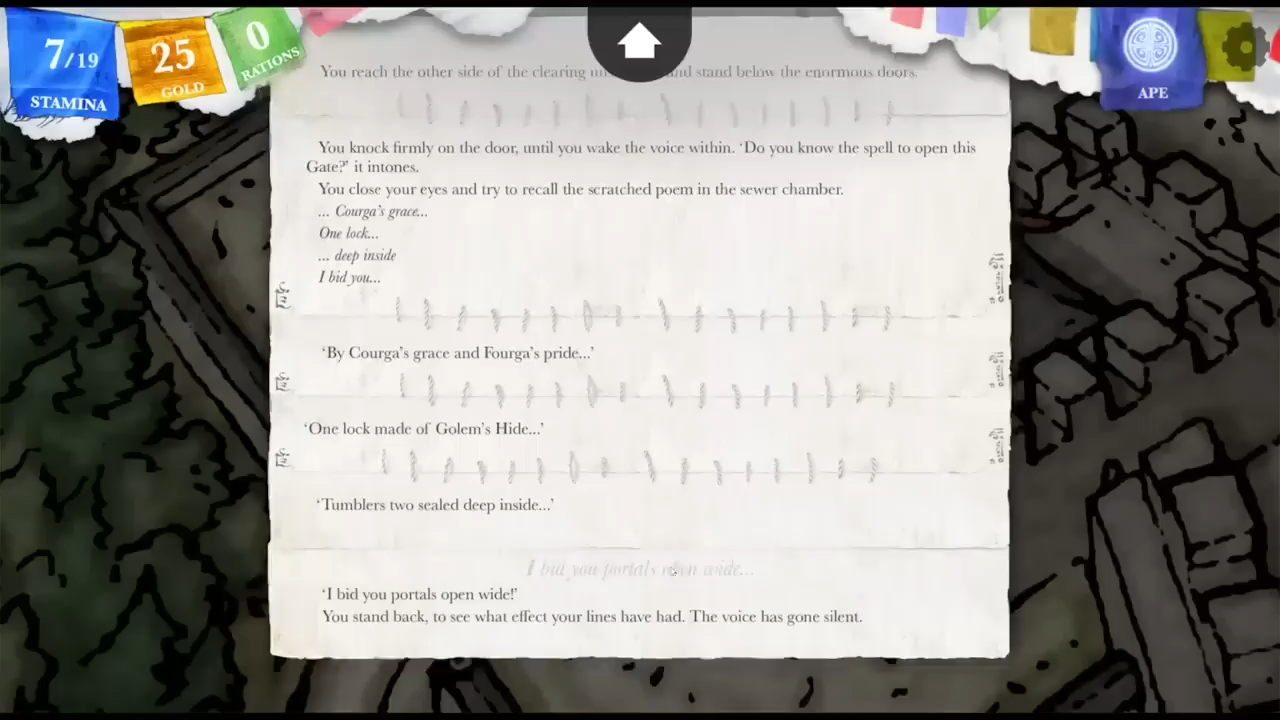 7/19
STAMINA
25
GOLD
0
RATIONS
APE
You reach the other side of the clearing and stand below the enormous doors.
You knock firmly on the door, until you wake the voice within. ‘Do you know the spell to open this
Gate?’ it intones.
You close your eyes and try to recall the scratched poem in the sewer chamber.
... Courga’s grace...
One lock...
... deep inside
I bid you...
‘By Courga’s grace and Fourga’s pride...’
‘One lock made of Golem’s Hide...’
‘Tumblers two sealed deep inside...’
I bid you portals open wide...
‘I bid you portals open wide!’
You stand back, to see what effect your lines have had. The voice has gone silent.